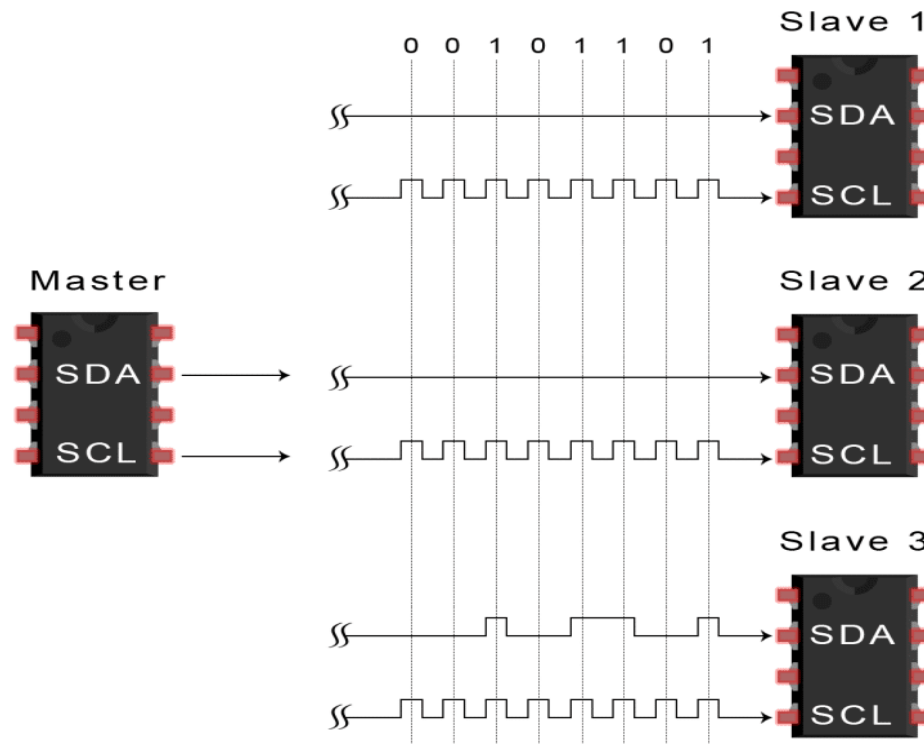 Slave 1
0 0 1 0 1 1 0 1
SDA
SCL
Master
SDA
SCL
Slave 2
SDA
SCL
Slave 3
SDA
SCL